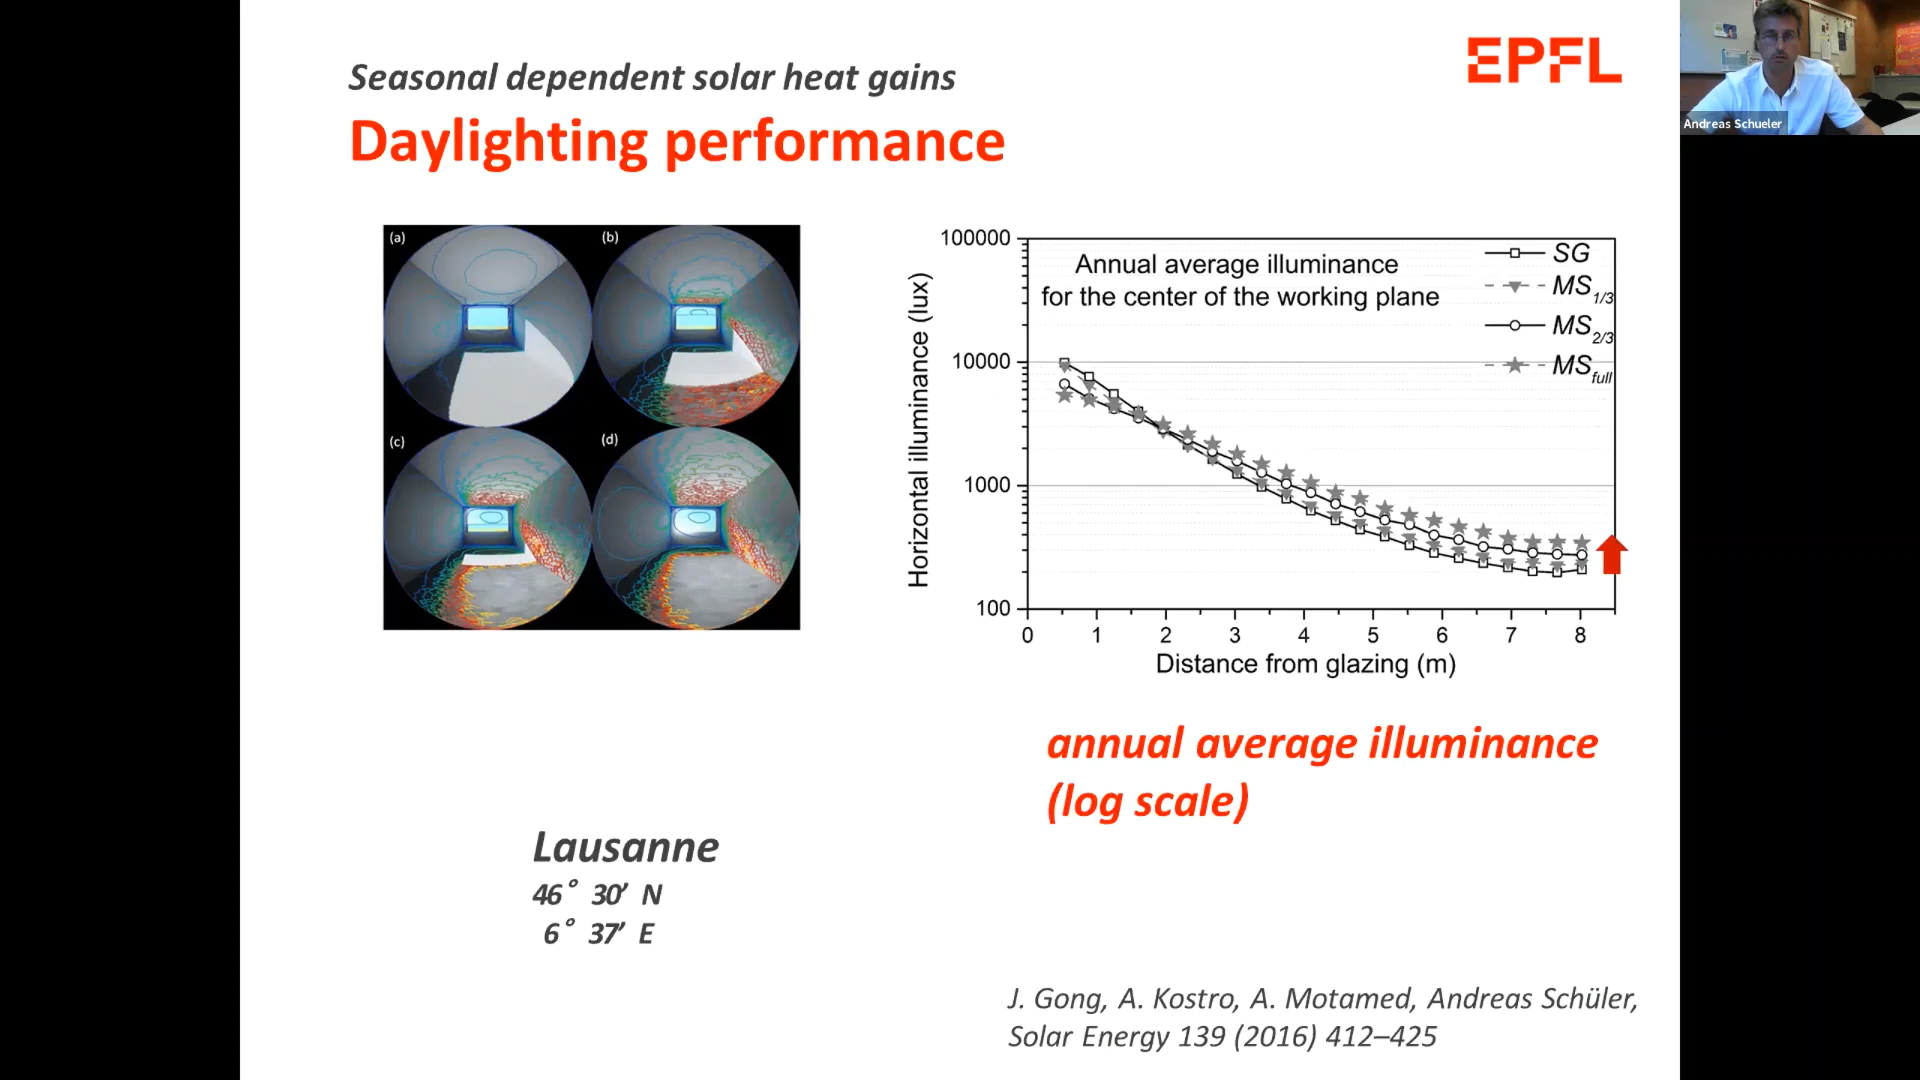 Seasonal dependent solar heat gains
Daylighting performance
EPFL
Andreas Schueler
(a)
(b)
(c)
(d)
Annual average illuminance
for the center of the working plane
SG
MS1/3
MS2/3
MSfull
Horizontal illuminance (lux)
100000
10000
1000
100
0 1 2 3 4 5 6 7 8
Distance from glazing (m)
annual average illuminance
(log scale)
Lausanne
46° 30' N
6° 37' E
J. Gong, A. Kostro, A. Motamed, Andreas Schüler,
Solar Energy 139 (2016) 412–425